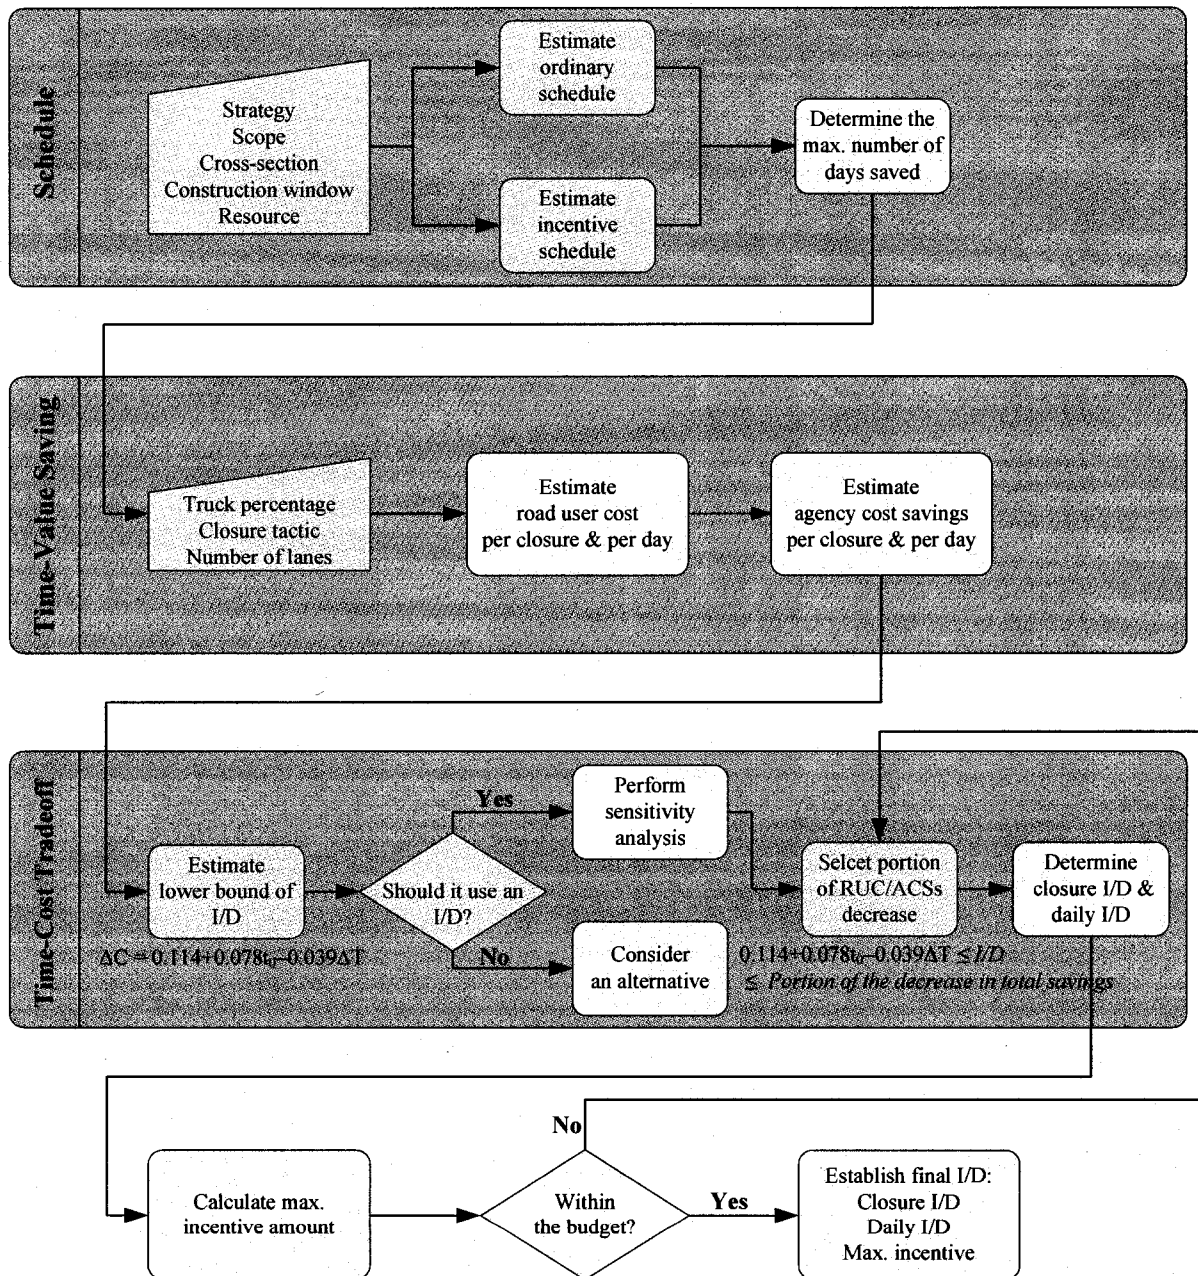 Schedule
Strategy
Scope
Cross-section
Construction window
Resource
Estimate
ordinary
schedule
Estimate
incentive
schedule
Determine the
max. number of
days saved
Time-Value Saving
Truck percentage
Closure tactic
Number of lanes
Estimate
road user cost
per closure & per day
Estimate
agency cost savings
per closure & per day
Time-Cost Tradeoff
Estimate
lower bound of
I/D
ΔC = 0.114+0.078t₀–0.039ΔT
Should it use an
I/D?
Yes
No
Perform
sensitivity
analysis
Consider
an alternative
Selcet portion
of RUC/ACSs
decrease
0.114+0.078t₀–0.039ΔT ≤ I/D
≤ Portion of the decrease in total savings
Determine
closure I/D &
daily I/D
Calculate max.
incentive amount
No
Within
the budget?
Yes
Establish final I/D:
Closure I/D
Daily I/D
Max. incentive